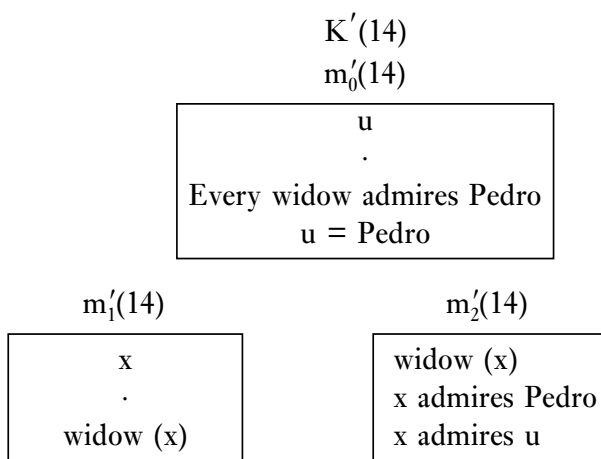 K′(14)
m′₀(14)
u
.
Every widow admires Pedro
u = Pedro
m′₁(14)
x
.
widow (x)
m′₂(14)
widow (x)
x admires Pedro
x admires u